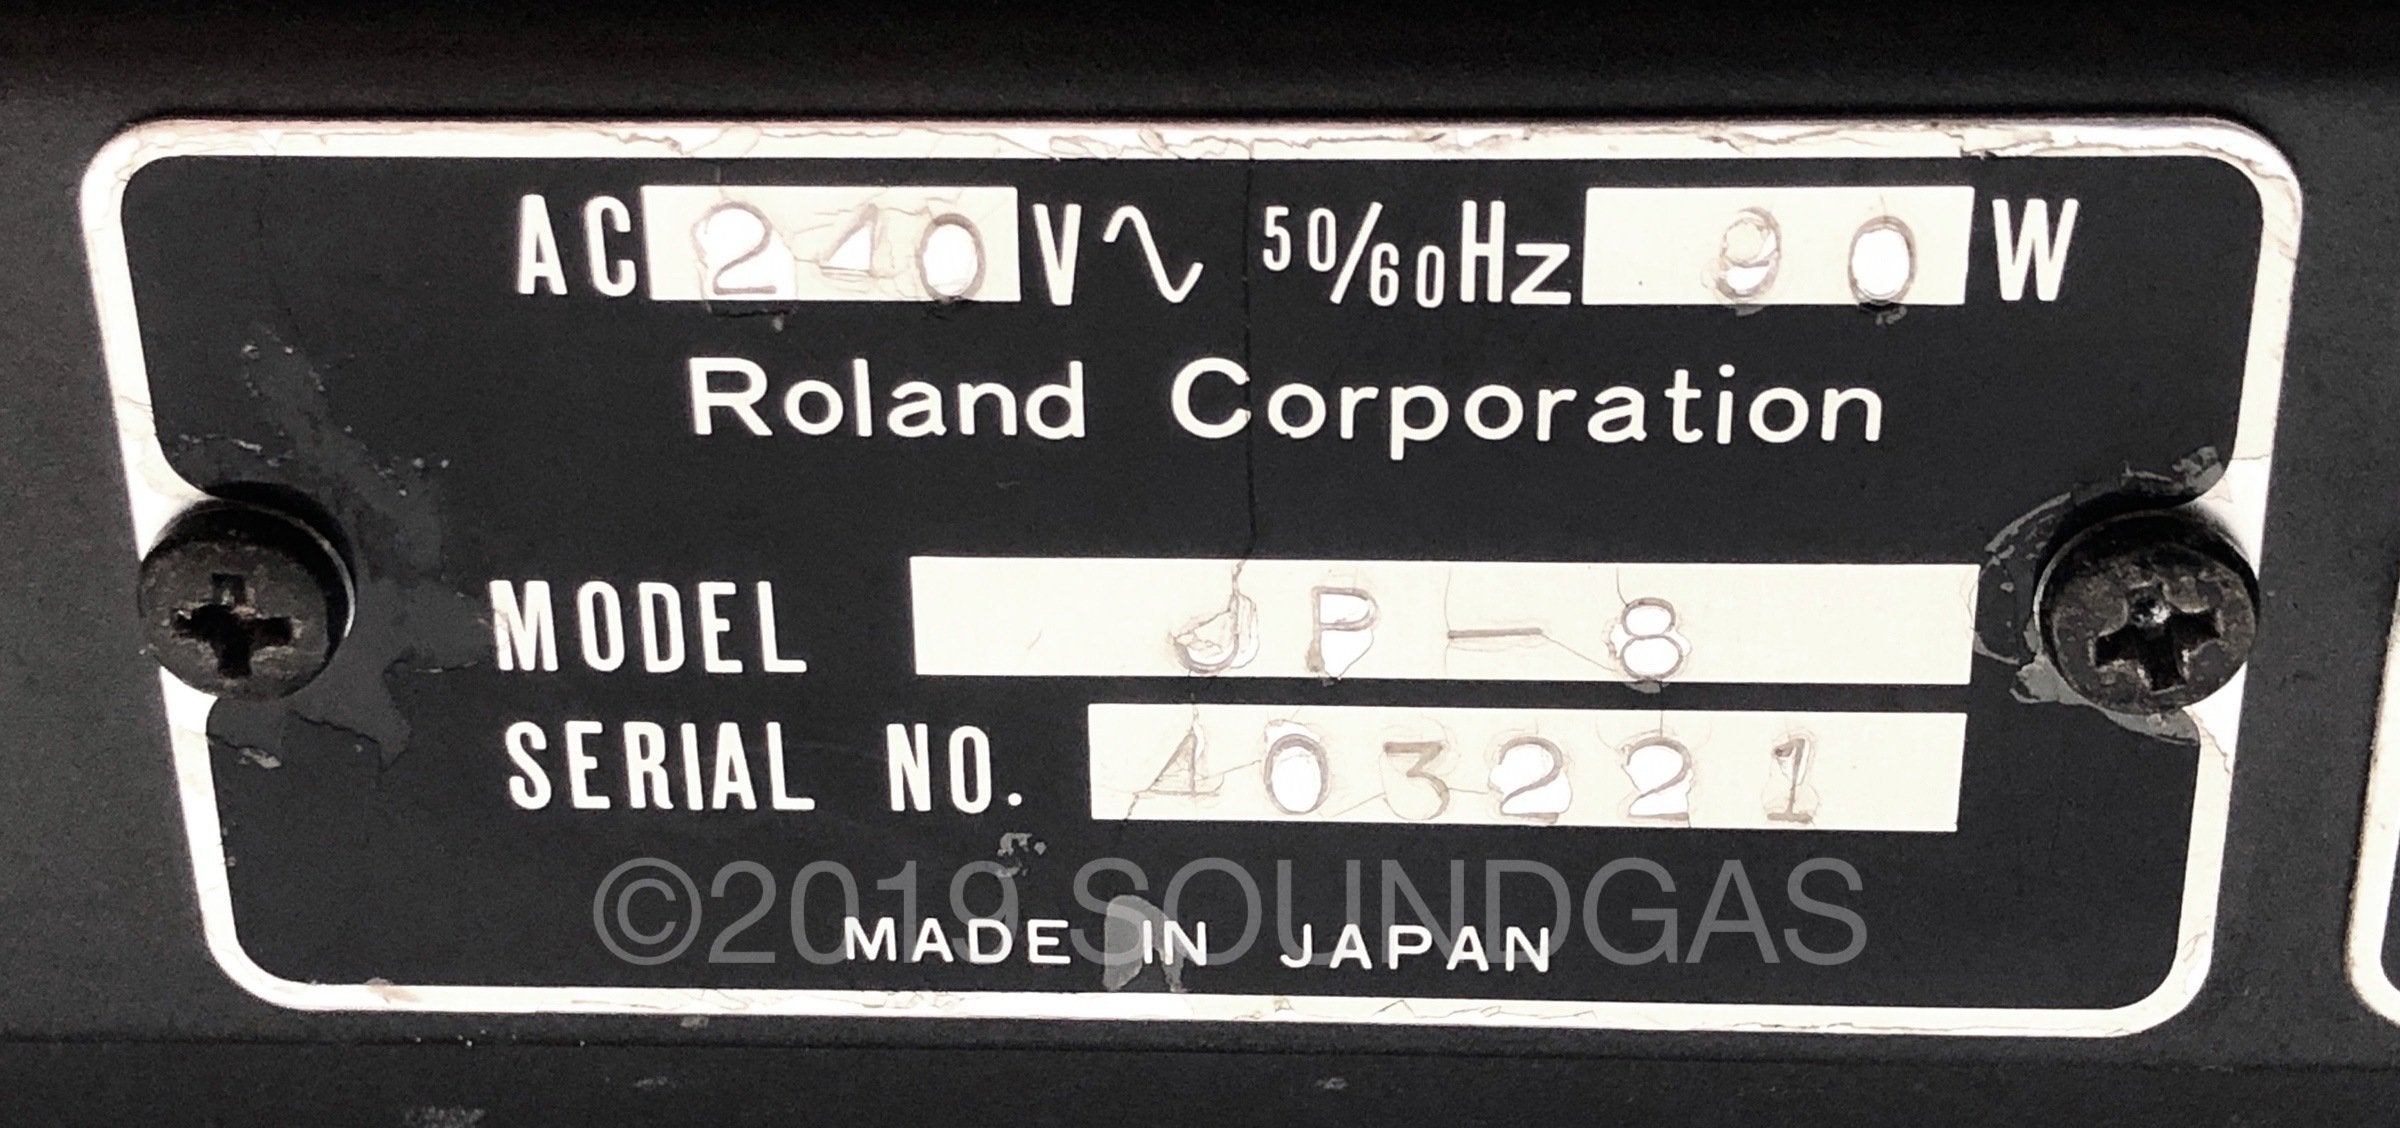 AC 240 V∿ 50/60Hz 90 W
Roland Corporation
MODEL JP-8
SERIAL NO. 403221
©2019 SOUNDGAS
MADE IN JAPAN